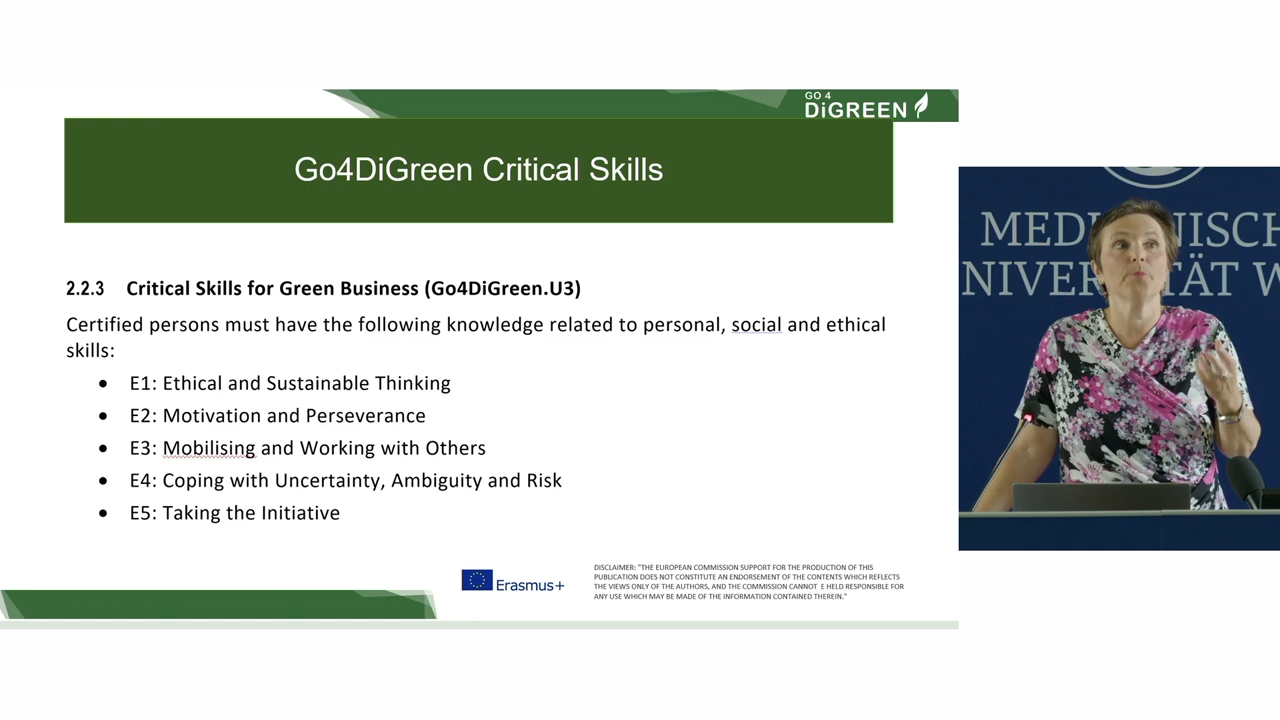 GO 4
DiGREEN
Go4DiGreen Critical Skills
2.2.3 Critical Skills for Green Business (Go4DiGreen.U3)
Certified persons must have the following knowledge related to personal, social and ethical
skills:
• E1: Ethical and Sustainable Thinking
• E2: Motivation and Perseverance
• E3: Mobilising and Working with Others
• E4: Coping with Uncertainty, Ambiguity and Risk
• E5: Taking the Initiative
Erasmus+
DISCLAIMER: "THE EUROPEAN COMMISSION SUPPORT FOR THE PRODUCTION OF THIS
PUBLICATION DOES NOT CONSTITUTE AN ENDORSEMENT OF THE CONTENTS WHICH REFLECTS
THE VIEWS ONLY OF THE AUTHORS, AND THE COMMISSION CANNOT E HELD RESPONSIBLE FOR
ANY USE WHICH MAY BE MADE OF THE INFORMATION CONTAINED THEREIN."